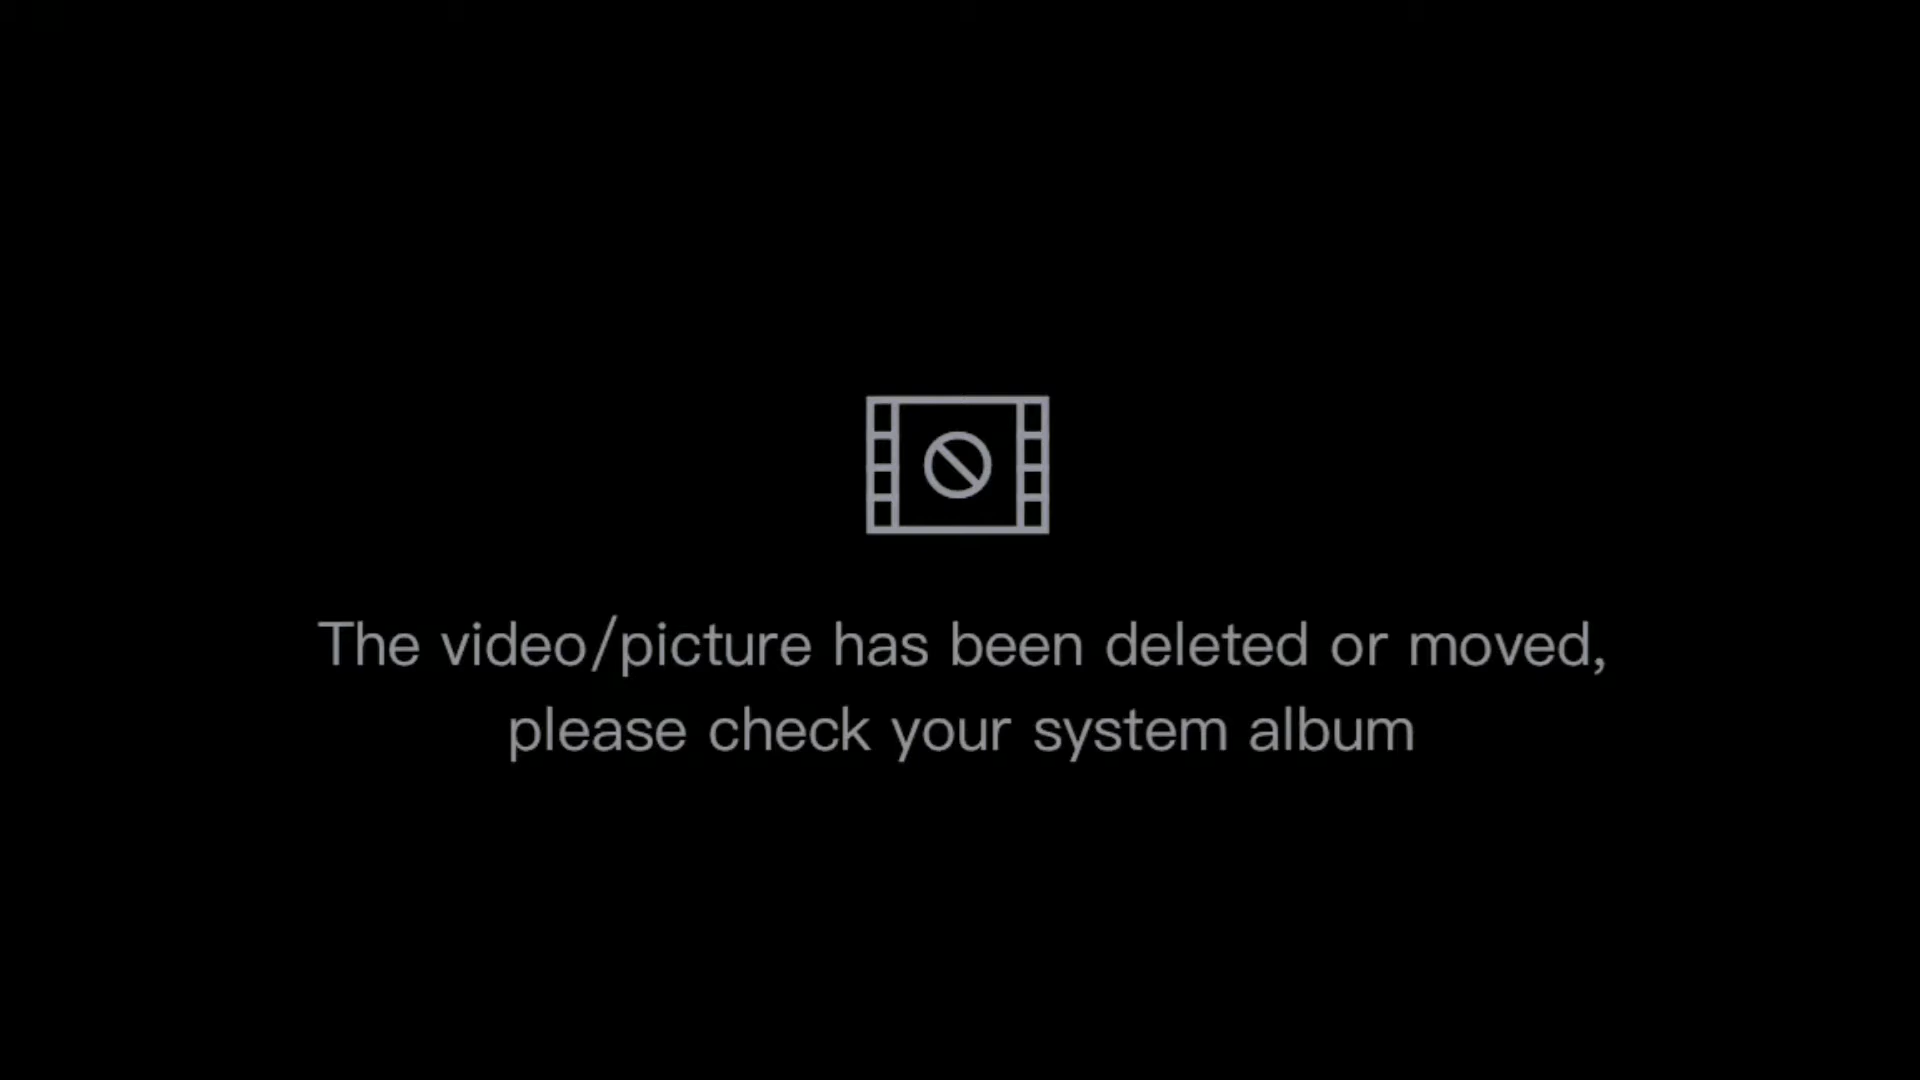 The video/picture has been deleted or moved,
please check your system album